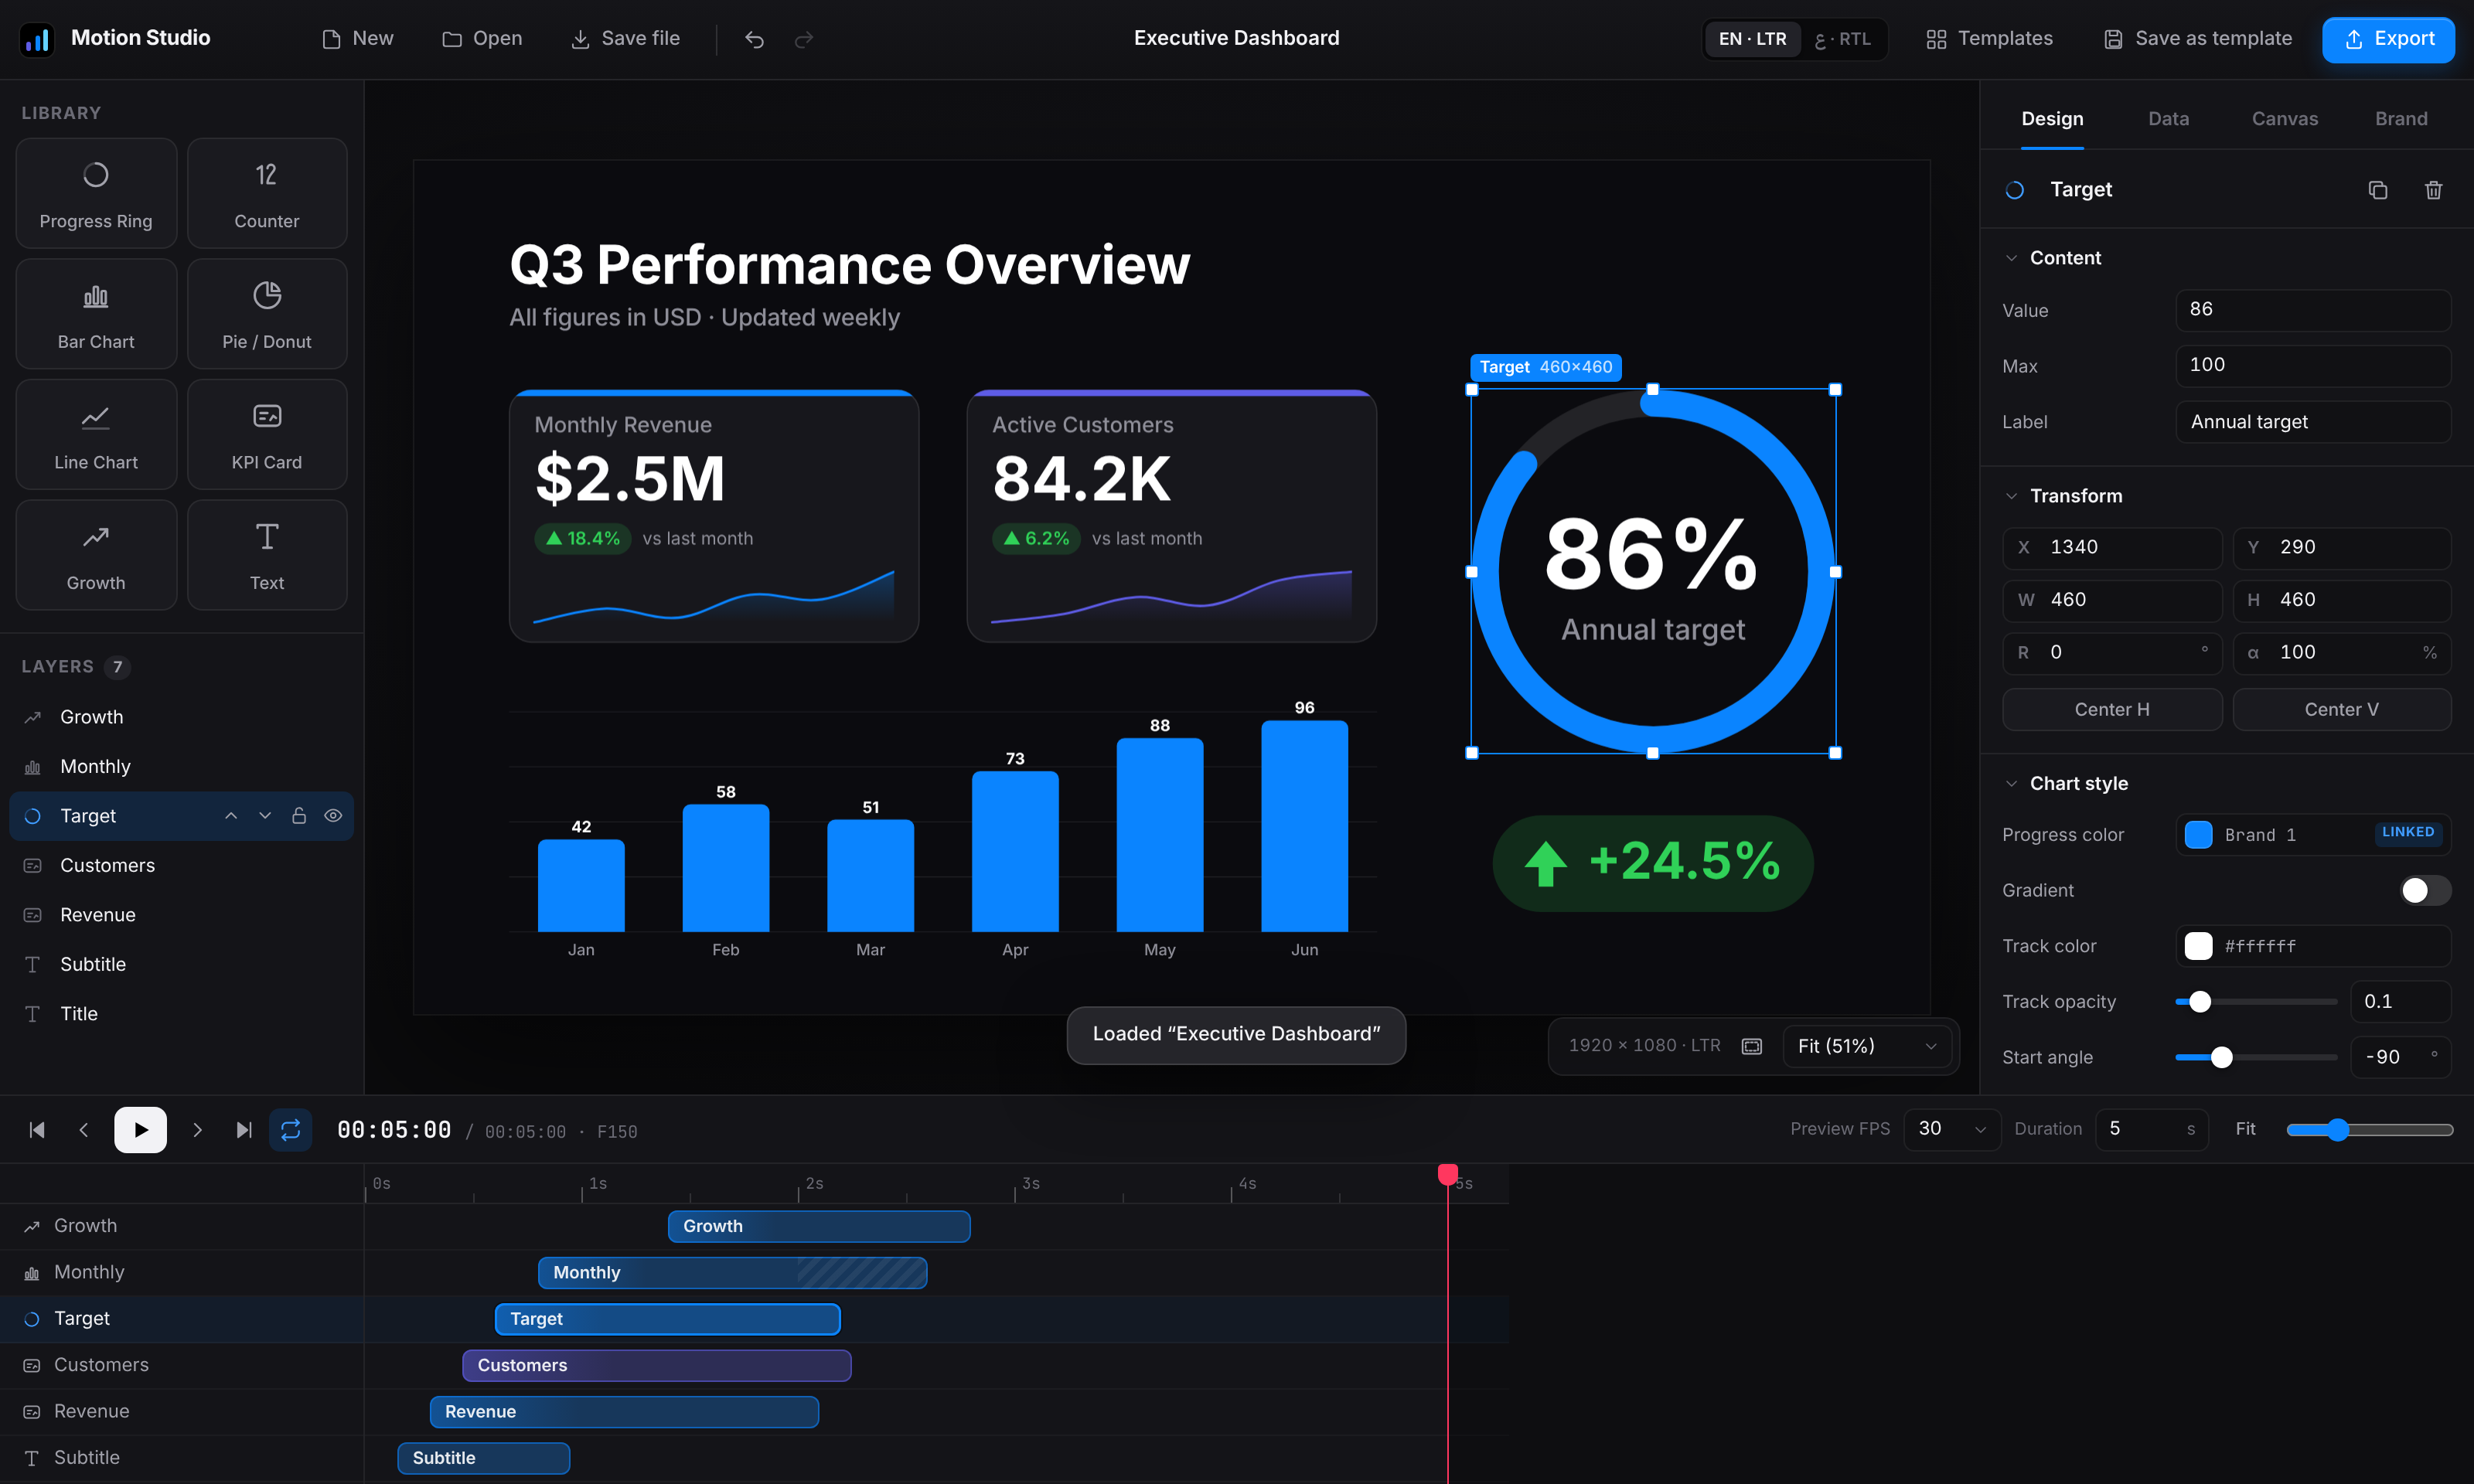 Motion Studio
New
Open
Save file
Executive Dashboard
EN · LTR
ع · RTL
Templates
Save as template
Export
LIBRARY
Progress Ring
12
Counter
Bar Chart
Pie / Donut
Line Chart
KPI Card
Growth
Text
LAYERS 7
Growth
Monthly
Target
Customers
Revenue
Subtitle
Title
Q3 Performance Overview
All figures in USD · Updated weekly
Monthly Revenue
$2.5M
18.4% vs last month
Active Customers
84.2K
6.2% vs last month
Target 460×460
86%
Annual target
+24.5%
42
58
51
73
88
96
Jan
Feb
Mar
Apr
May
Jun
Loaded “Executive Dashboard”
1920 × 1080 · LTR
Fit (51%)
Design
Data
Canvas
Brand
Target
Content
Value 86
Max 100
Label Annual target
Transform
X 1340
Y 290
W 460
H 460
R 0 °
α 100 %
Center H
Center V
Chart style
Progress color Brand 1 LINKED
Gradient
Track color #ffffff
Track opacity 0.1
Start angle -90 °
00:05:00 / 00:05:00 · F150
Preview FPS 30
Duration 5 s
Fit
0s
1s
2s
3s
4s
5s
Growth
Growth
Monthly
Monthly
Target
Target
Customers
Customers
Revenue
Revenue
Subtitle
Subtitle